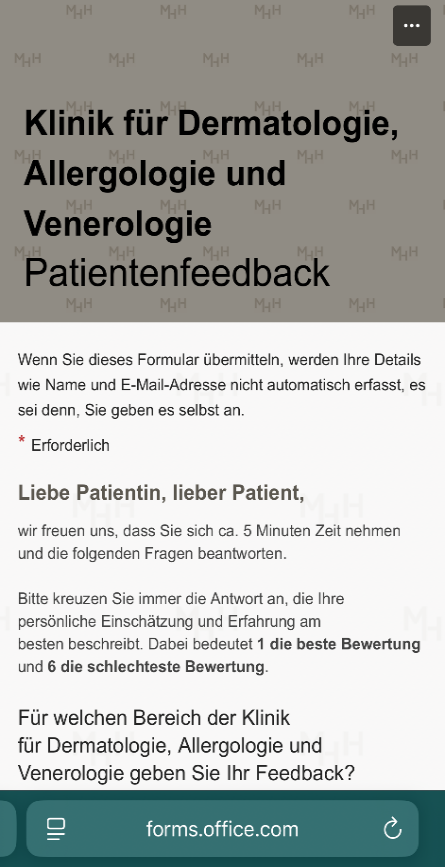 Klinik für Dermatologie,
Allergologie und
Venerologie
Patientenfeedback
Wenn Sie dieses Formular übermitteln, werden Ihre Details
wie Name und E-Mail-Adresse nicht automatisch erfasst, es
sei denn, Sie geben es selbst an.
* Erforderlich
Liebe Patientin, lieber Patient,
wir freuen uns, dass Sie sich ca. 5 Minuten Zeit nehmen
und die folgenden Fragen beantworten.
Bitte kreuzen Sie immer die Antwort an, die Ihre
persönliche Einschätzung und Erfahrung am
besten beschreibt. Dabei bedeutet 1 die beste Bewertung
und 6 die schlechteste Bewertung.
Für welchen Bereich der Klinik
für Dermatologie, Allergologie und
Venerologie geben Sie Ihr Feedback?
forms.office.com